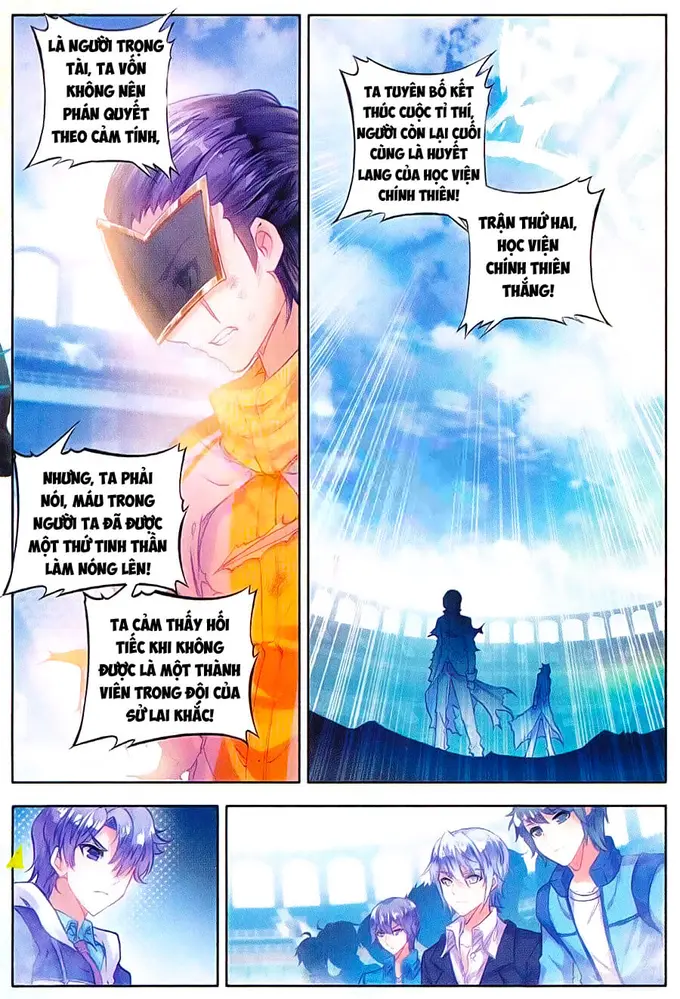 LÀ NGƯỜI TRỌNG
TÀI, TA VỐN
KHÔNG NÊN
PHÁN QUYẾT
THEO CẢM TÍNH,
NHƯNG, TA PHẢI
NÓI, MÁU TRONG
NGƯỜI TA ĐÃ ĐƯỢC
MỘT THỨ TINH THẦN
LÀM NÓNG LÊN!
TA CẢM THẤY HỐI
TIẾC KHI KHÔNG
ĐƯỢC LÀ MỘT THÀNH
VIÊN TRONG ĐỘI CỦA
SỬ LAI KHẮC!
TA TUYÊN BỐ KẾT
THÚC CUỘC TỈ THÍ,
NGƯỜI CÒN LẠI CUỐI
CÙNG LÀ HUYẾT
LANG CỦA HỌC VIỆN
CHÍNH THIÊN!
TRẬN THỨ HAI,
HỌC VIỆN
CHÍNH THIÊN
THẮNG!